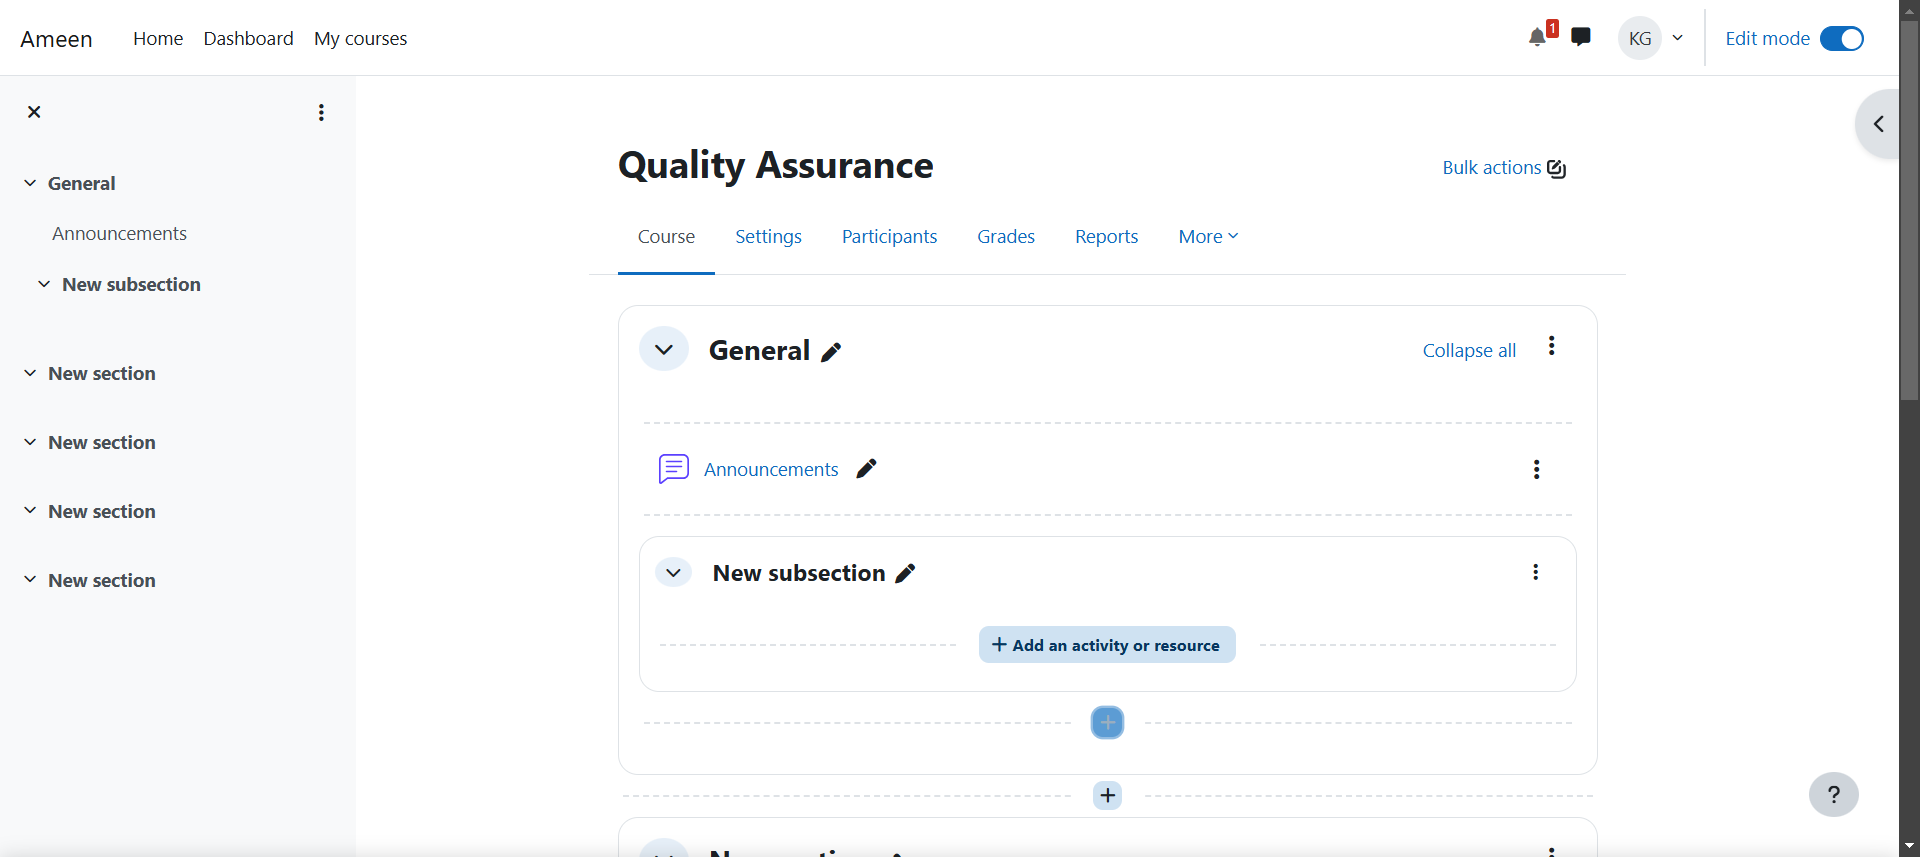 Ameen Home Dashboard My courses 1 KG Edit mode
General
Announcements
New subsection
New section
New section
New section
New section
Quality Assurance
Bulk actions
Course Settings Participants Grades Reports More
General
Collapse all
Announcements
New subsection
+ Add an activity or resource
+
+
?